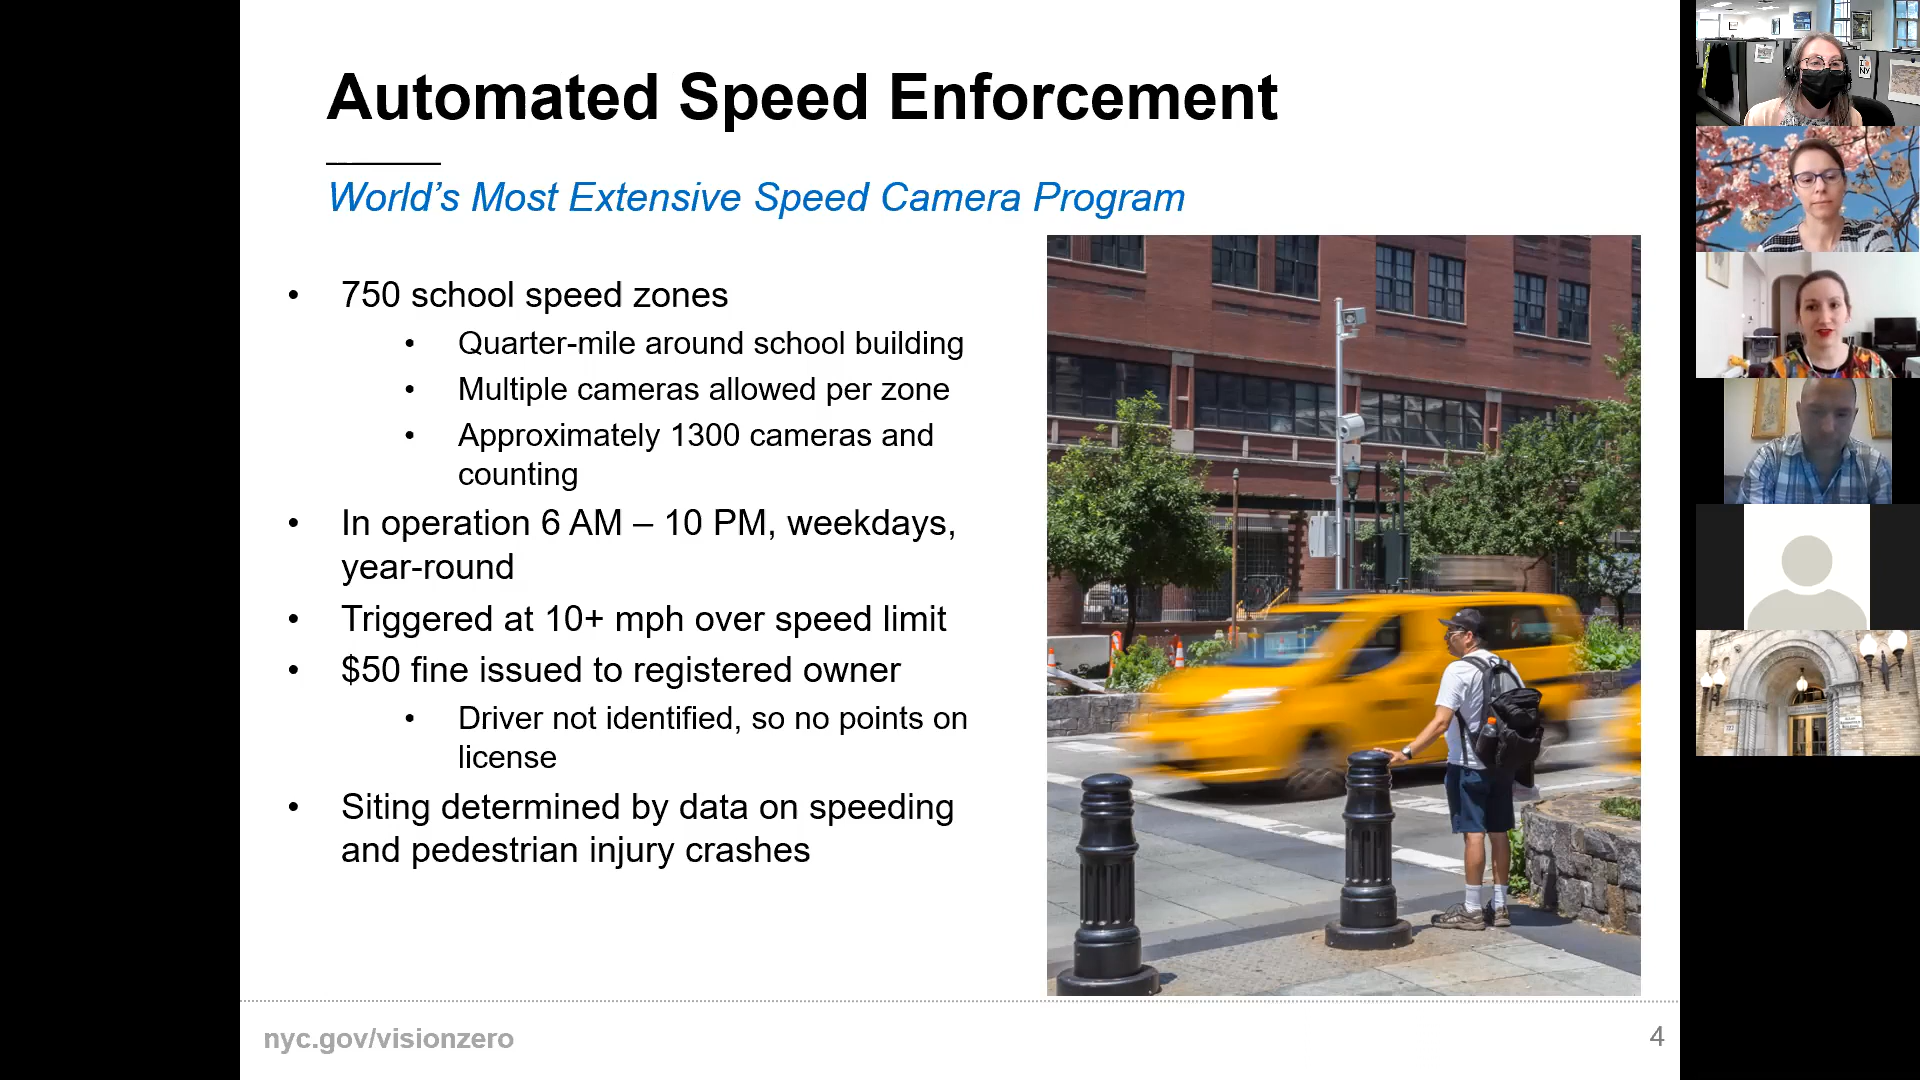 Automated Speed Enforcement
World’s Most Extensive Speed Camera Program
• 750 school speed zones
• Quarter-mile around school building
• Multiple cameras allowed per zone
• Approximately 1300 cameras and
counting
• In operation 6 AM – 10 PM, weekdays,
year-round
• Triggered at 10+ mph over speed limit
• $50 fine issued to registered owner
• Driver not identified, so no points on
license
• Siting determined by data on speeding
and pedestrian injury crashes
nyc.gov/visionzero
4
I
NY